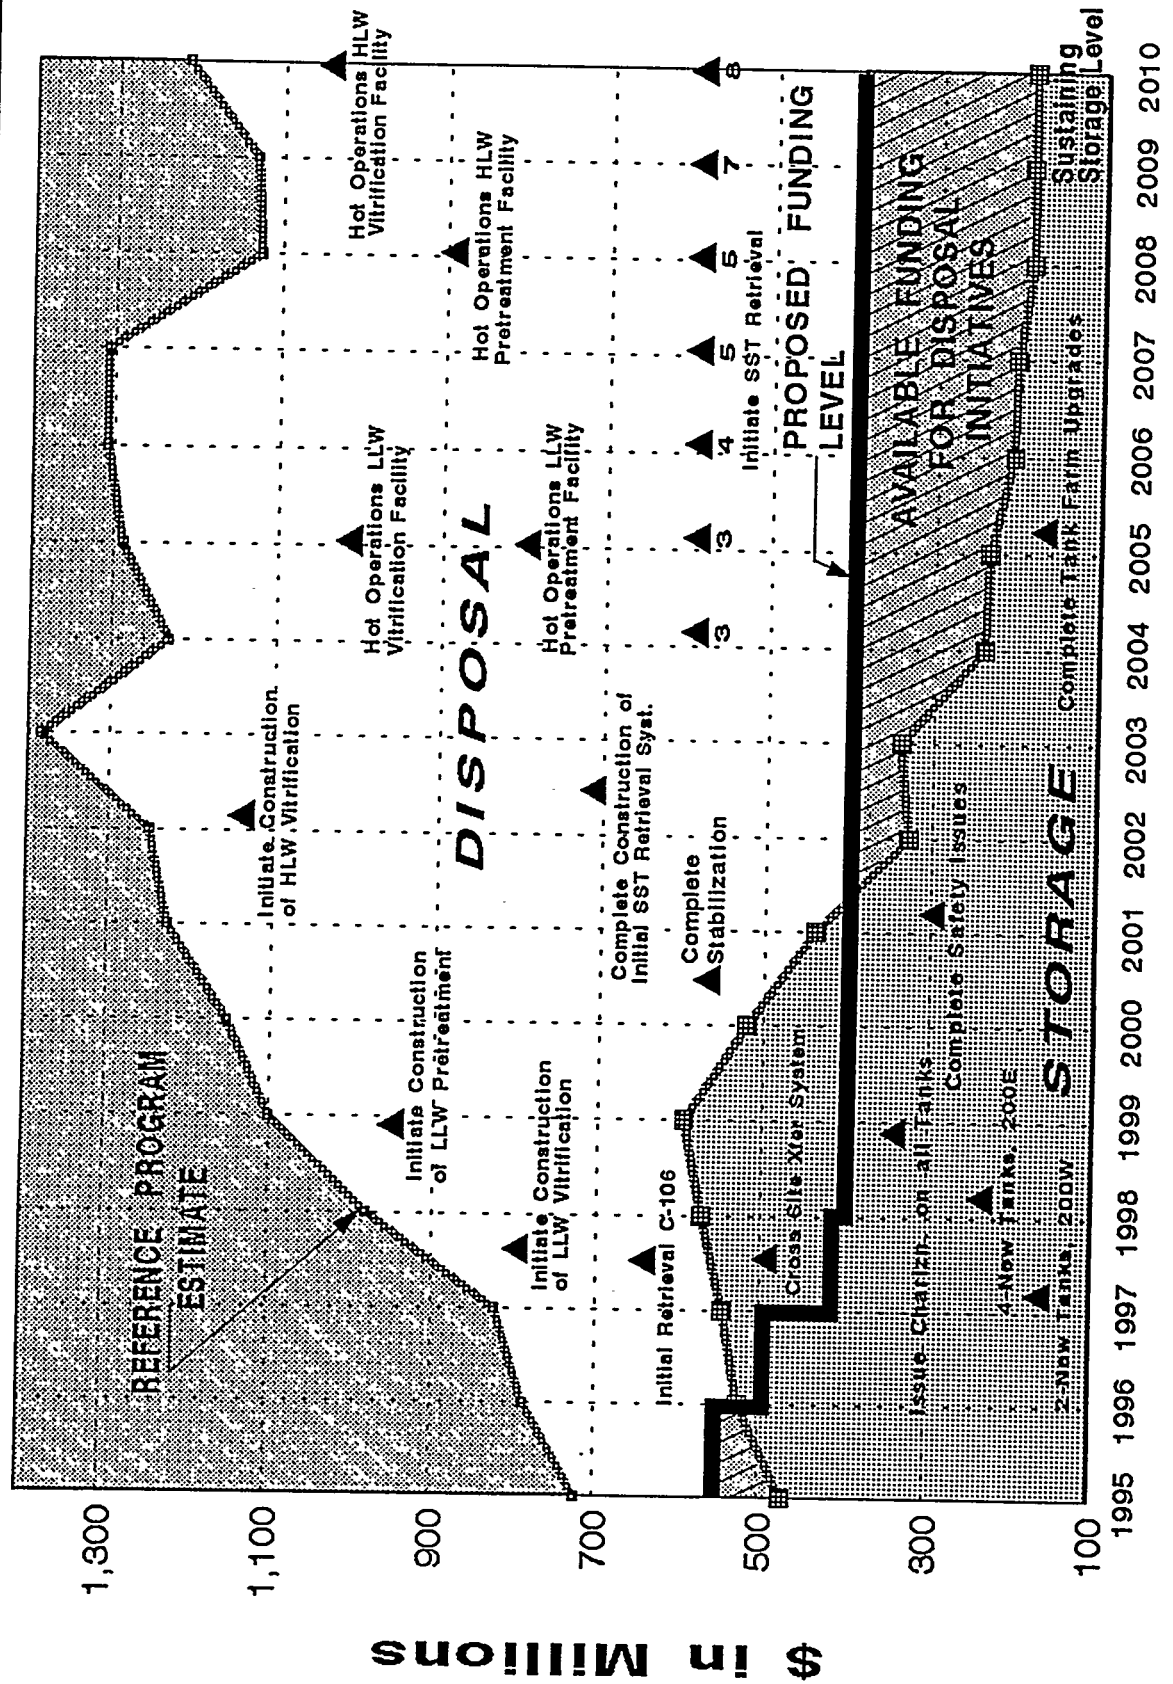 $ in Millions
1,300
1,100
900
700
500
300
100
REFERENCE PROGRAM
ESTIMATE
Initiate Construction
of HLW Vitrification
Hot Operations HLW
Vitrification Facility
Initiate Construction
of LLW Pretreatment
Hot Operations LLW
Vitrification Facility
Hot Operations HLW
Pretreatment Facility
DISPOSAL
Initiate Construction
of LLW Vitrification
Hot Operations LLW
Pretreatment Facility
Initial Retrieval C-106
Complete Construction of
Initial SST Retrieval Syst.
Complete
Stabilization
3
3
4
5
5
7
8
Initiate SST Retrieval
PROPOSED FUNDING
LEVEL
Cross Site Xfer System
AVAILABLE FUNDING
FOR DISPOSAL
INITIATIVES
Issue Charizn. on all Tanks
Complete Safety Issues
4-New Tanks, 200E
2-New Tanks, 200W
STORAGE
Complete Tank Farm Upgrades
Sustaining
Storage Level
1995
1996
1997
1998
1999
2000
2001
2002
2003
2004
2005
2006
2007
2008
2009
2010